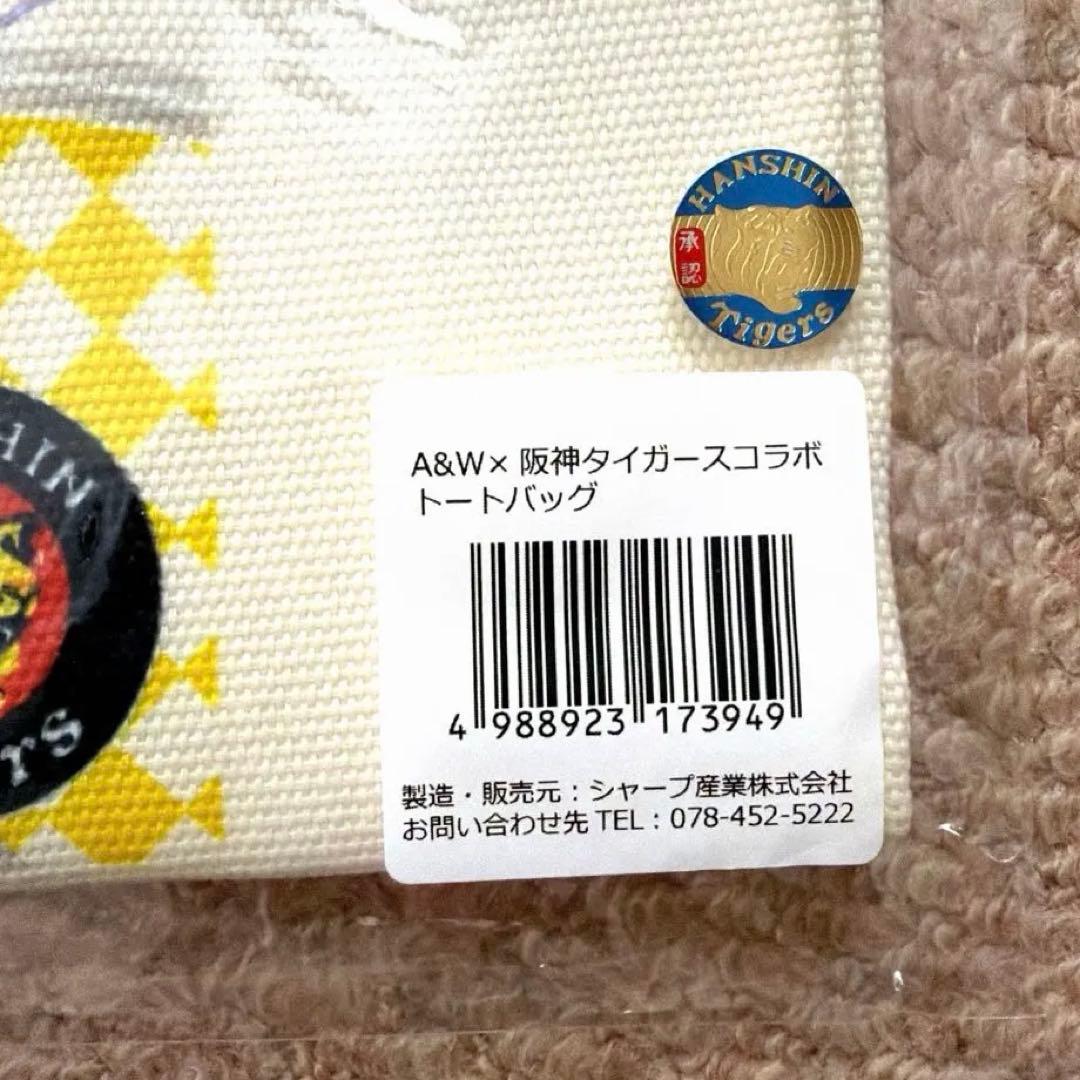 HANSHIN
承認
Tigers
A&W× 阪神タイガースコラボ
トートバッグ
4 988923 173949
製造・販売元：シャープ産業株式会社
お問い合わせ先 TEL：078-452-5222